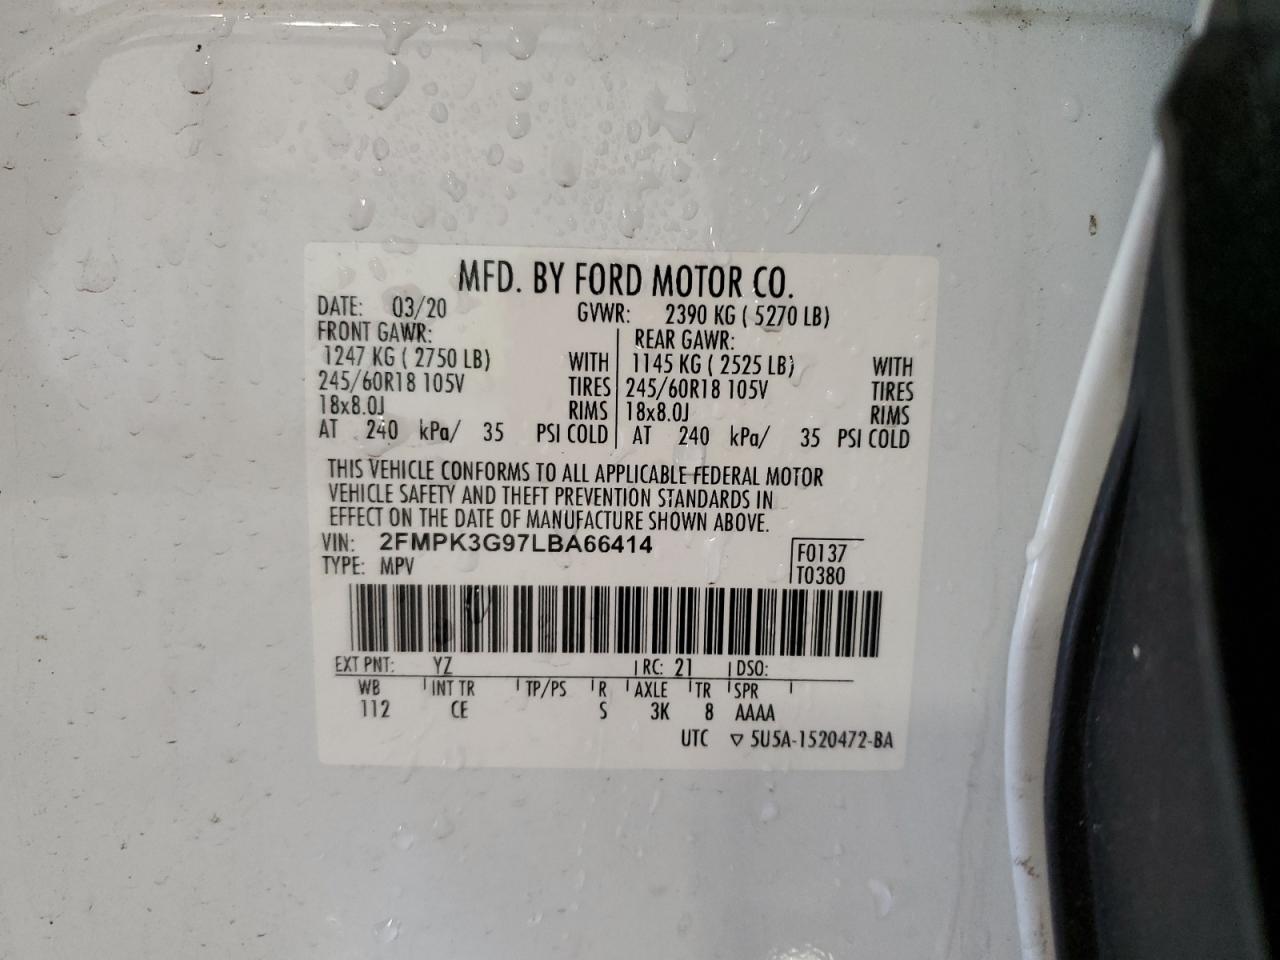 MFD. BY FORD MOTOR CO.
DATE: 03/20 GVWR: 2390 KG ( 5270 LB)
FRONT GAWR: REAR GAWR:
1247 KG ( 2750 LB) WITH 1145 KG ( 2525 LB) WITH
245/60R18 105V TIRES 245/60R18 105V TIRES
18x8.0J RIMS 18x8.0J RIMS
AT 240 kPa/ 35 PSI COLD AT 240 kPa/ 35 PSI COLD
THIS VEHICLE CONFORMS TO ALL APPLICABLE FEDERAL MOTOR
VEHICLE SAFETY AND THEFT PREVENTION STANDARDS IN
EFFECT ON THE DATE OF MANUFACTURE SHOWN ABOVE.
VIN: 2FMPK3G97LBA66414 F0137
TYPE: MPV T0380
EXT PNT: YZ RC: 21 DSO:
WB INT TR TP/PS R AXLE TR SPR
112 CE S 3K 8 AAAA
UTC ▽ 5U5A-1520472-BA